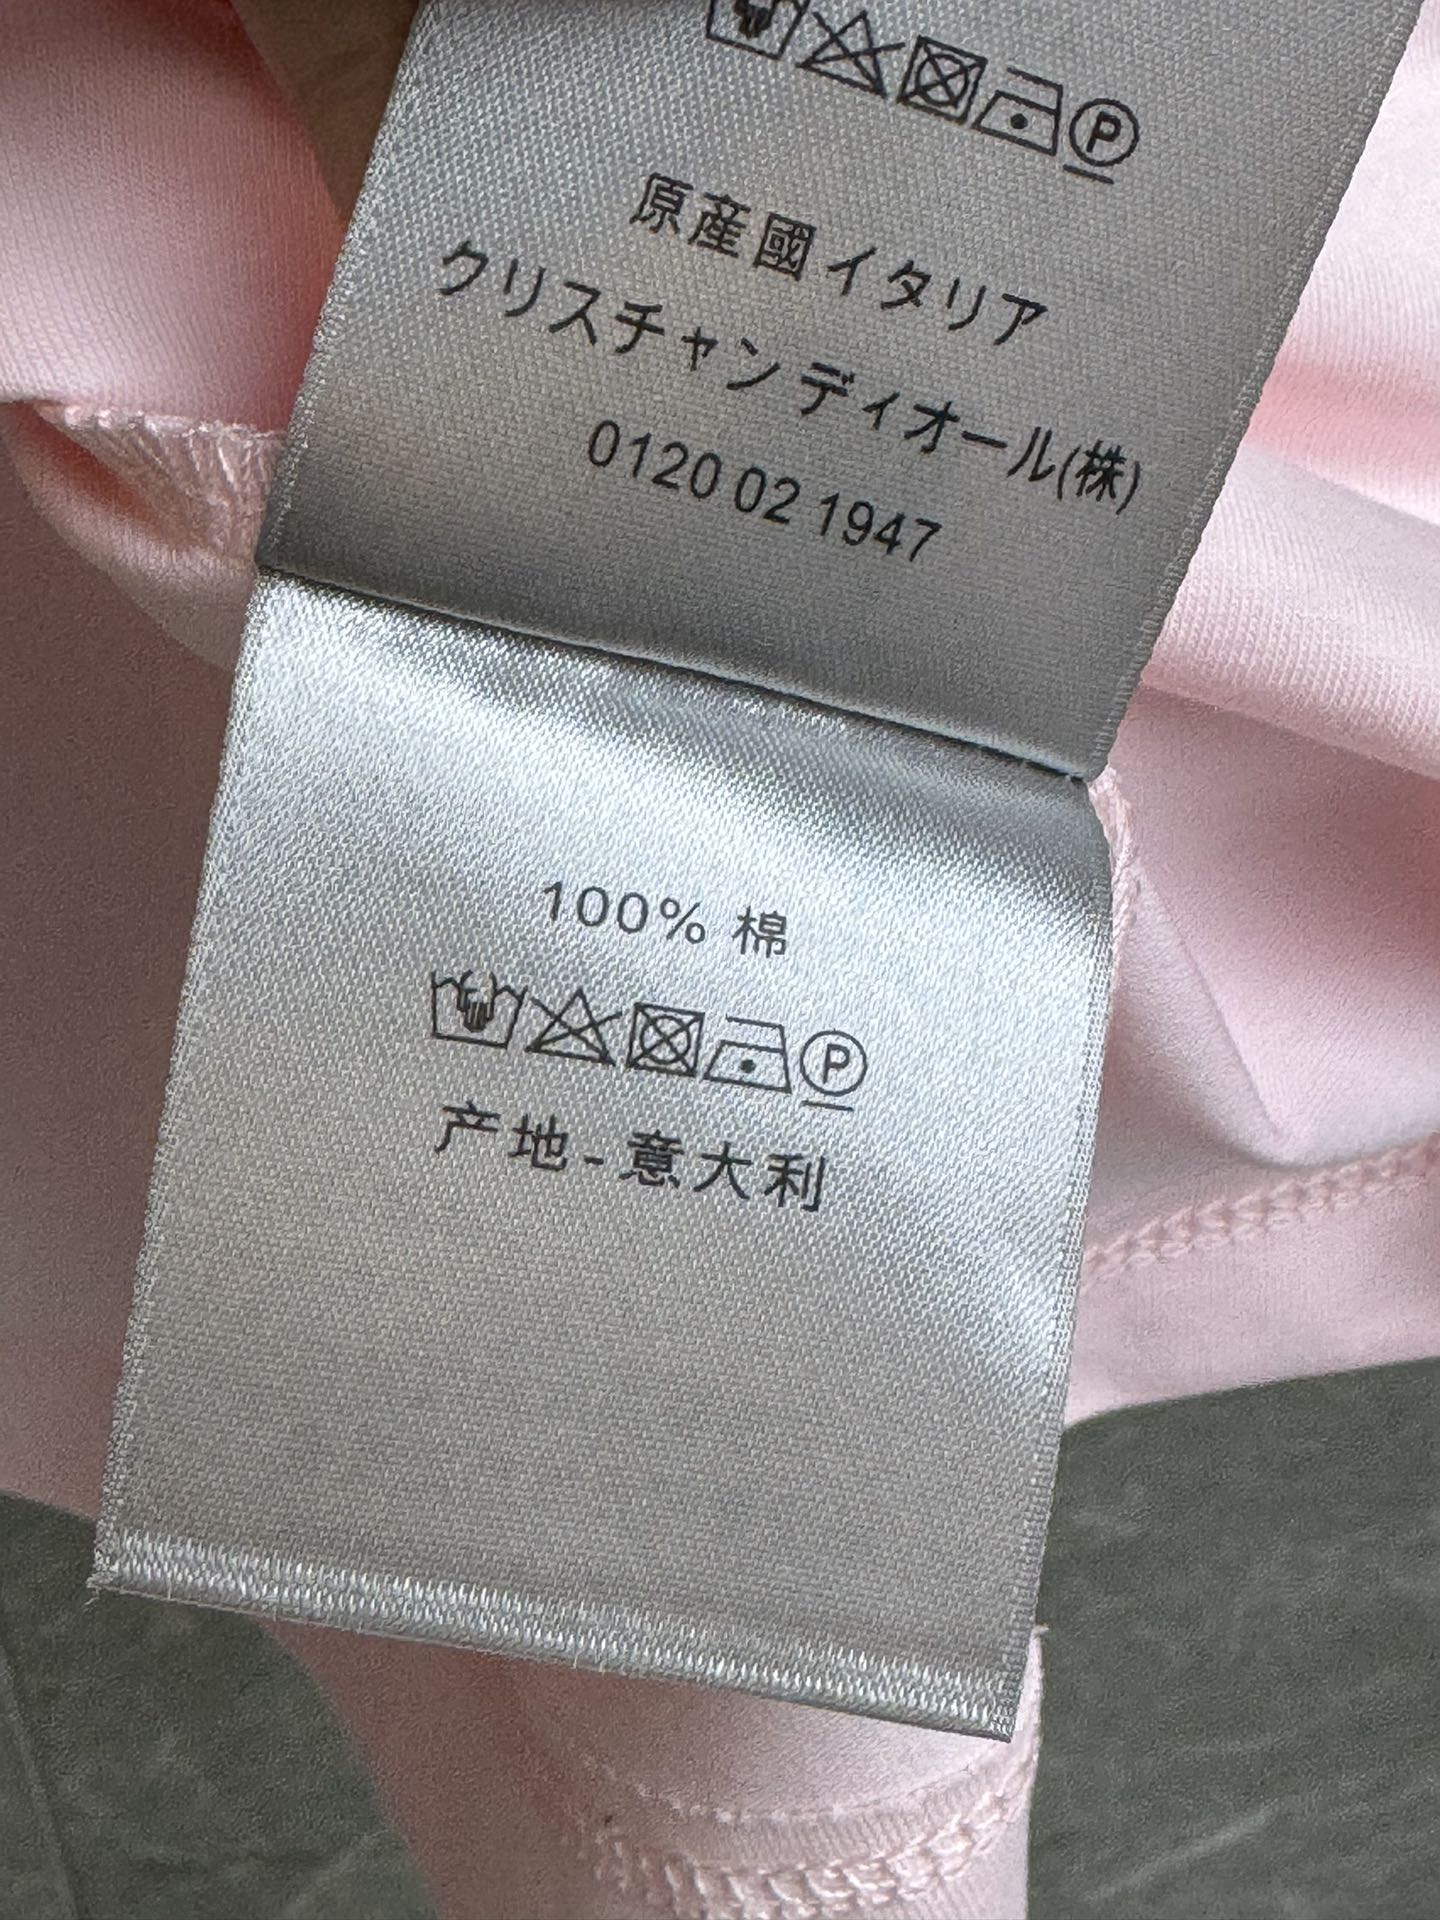 原産國イタリア
クリスチャンディオール(株)
0120 02 1947
100% 棉
P
产地-意大利